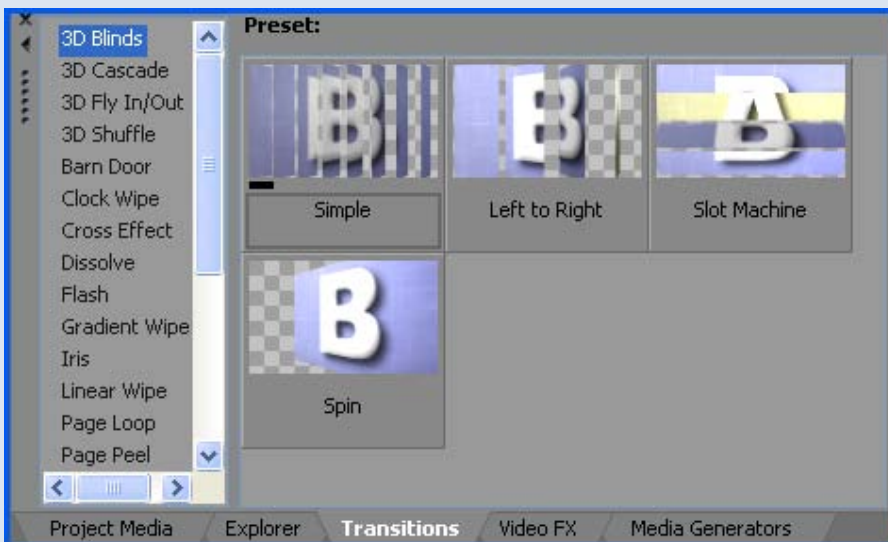 3D Blinds
3D Cascade
3D Fly In/Out
3D Shuffle
Barn Door
Clock Wipe
Cross Effect
Dissolve
Flash
Gradient Wipe
Iris
Linear Wipe
Page Loop
Page Peel
Preset:
B
B
A
B
Simple
Left to Right
Slot Machine
B
Spin
Project Media
Explorer
Transitions
Video FX
Media Generators